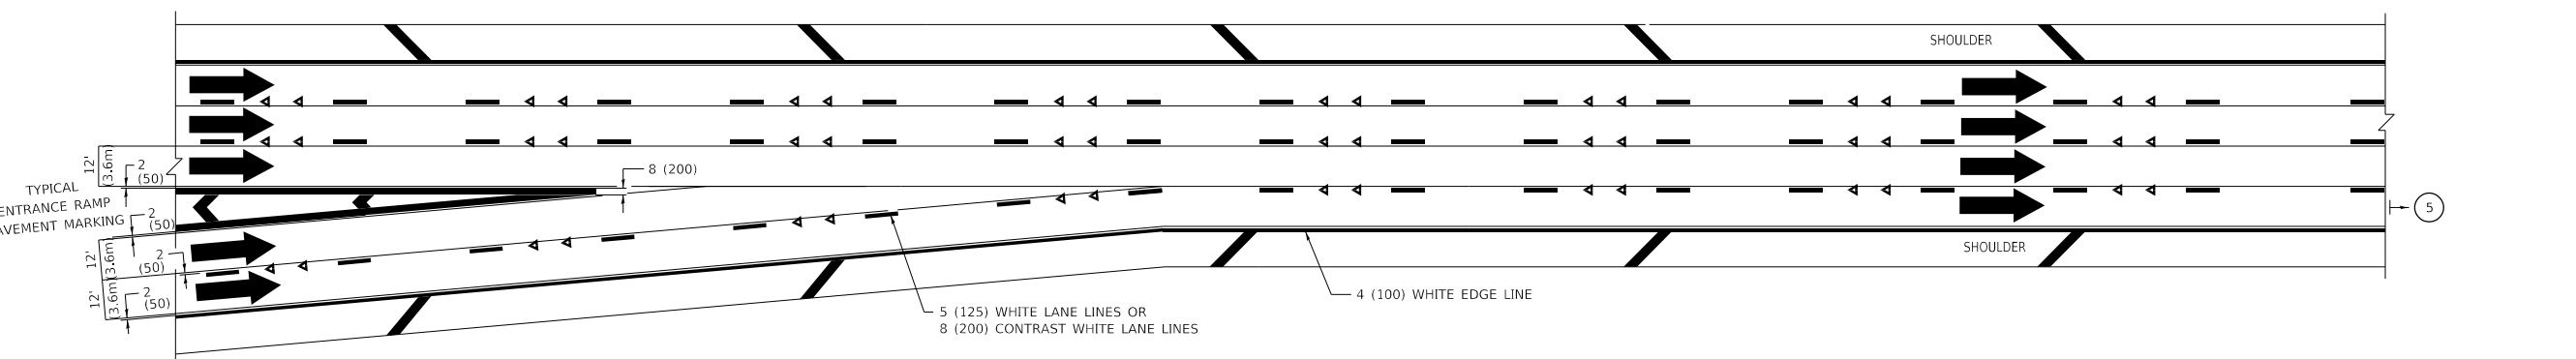 SHOULDER
12'
(3.6m)
2
(50)
8 (200)
TYPICAL
ENTRANCE RAMP
AVEMENT MARKING
2
(50)
12'
(3.6m)
2
(50)
12'
(3.6m)
2
(50)
5
SHOULDER
4 (100) WHITE EDGE LINE
5 (125) WHITE LANE LINES OR
8 (200) CONTRAST WHITE LANE LINES